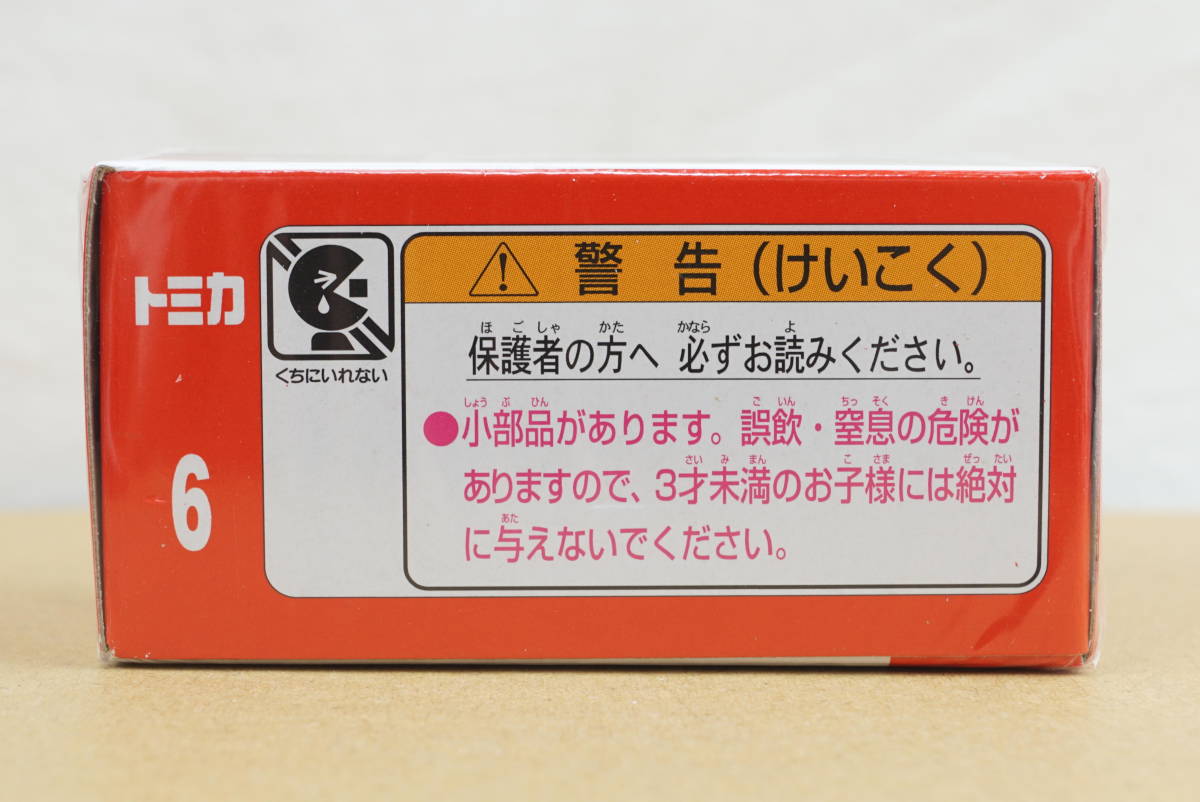 トミカ
6
くちにいれない
警 告 (けいこく)
ほ ご しゃ かた かなら よ
保護者の方へ 必ずお読みください。
しょう ぶ ひん ご いん ちっ そく き けん
●小部品があります。誤飲・窒息の危険が
さい み まん こ さま ぜっ たい
ありますので、3才未満のお子様には絶対
あた
に与えないでください。